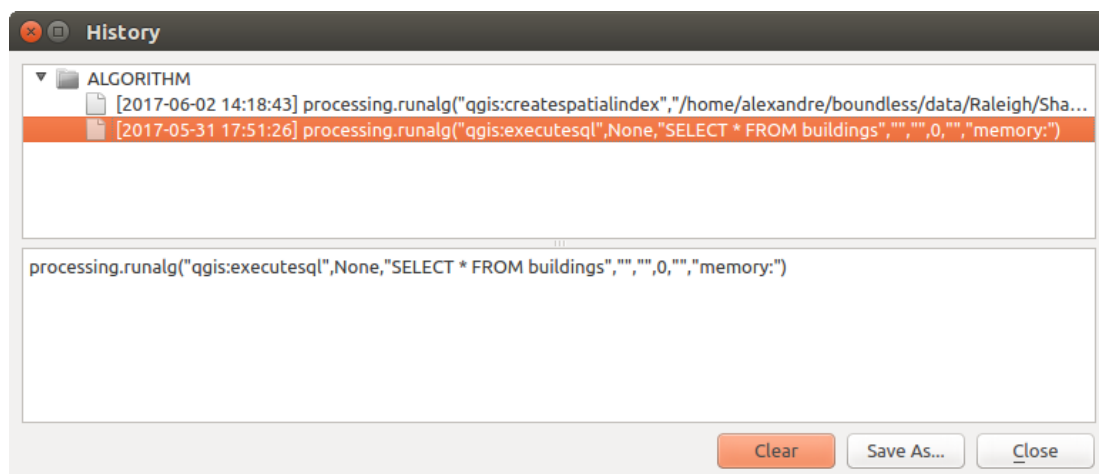 History
ALGORITHM
[2017-06-02 14:18:43] processing.runalg("qgis:createspatialindex","/home/alexandre/boundless/data/Raleigh/Sha...
[2017-05-31 17:51:26] processing.runalg("qgis:executesql",None,"SELECT * FROM buildings","","",0,"","memory:")
processing.runalg("qgis:executesql",None,"SELECT * FROM buildings","","",0,"","memory:")
Clear Save As... Close